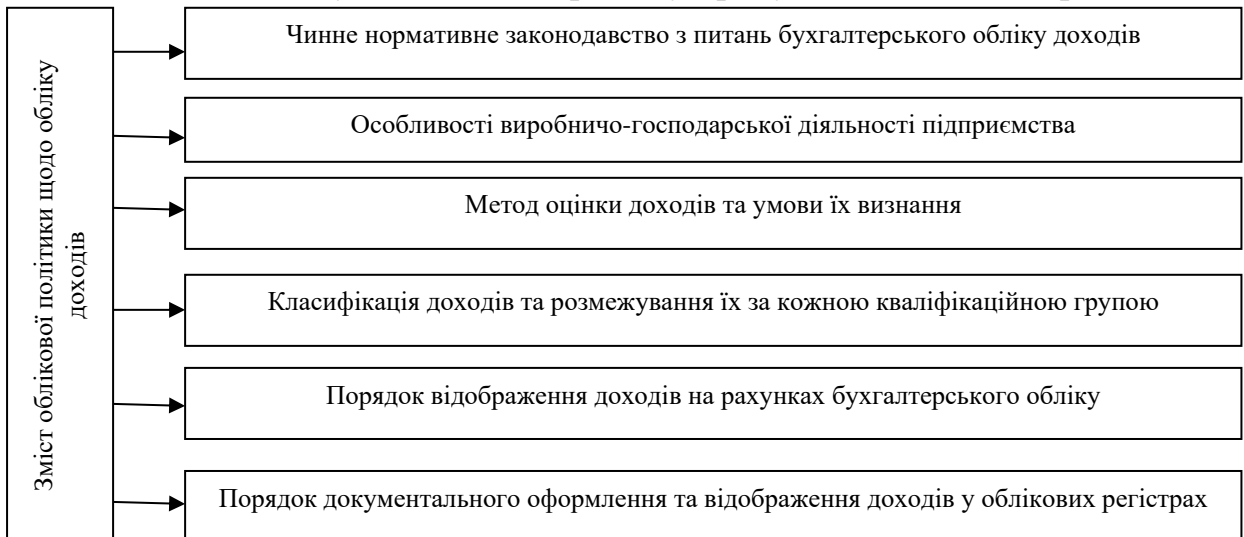 Зміст облікової політики щодо обліку
доходів
Чинне нормативне законодавство з питань бухгалтерського обліку доходів
Особливості виробничо-господарської діяльності підприємства
Метод оцінки доходів та умови їх визнання
Класифікація доходів та розмежування їх за кожною кваліфікаційною групою
Порядок відображення доходів на рахунках бухгалтерського обліку
Порядок документального оформлення та відображення доходів у облікових регістрах